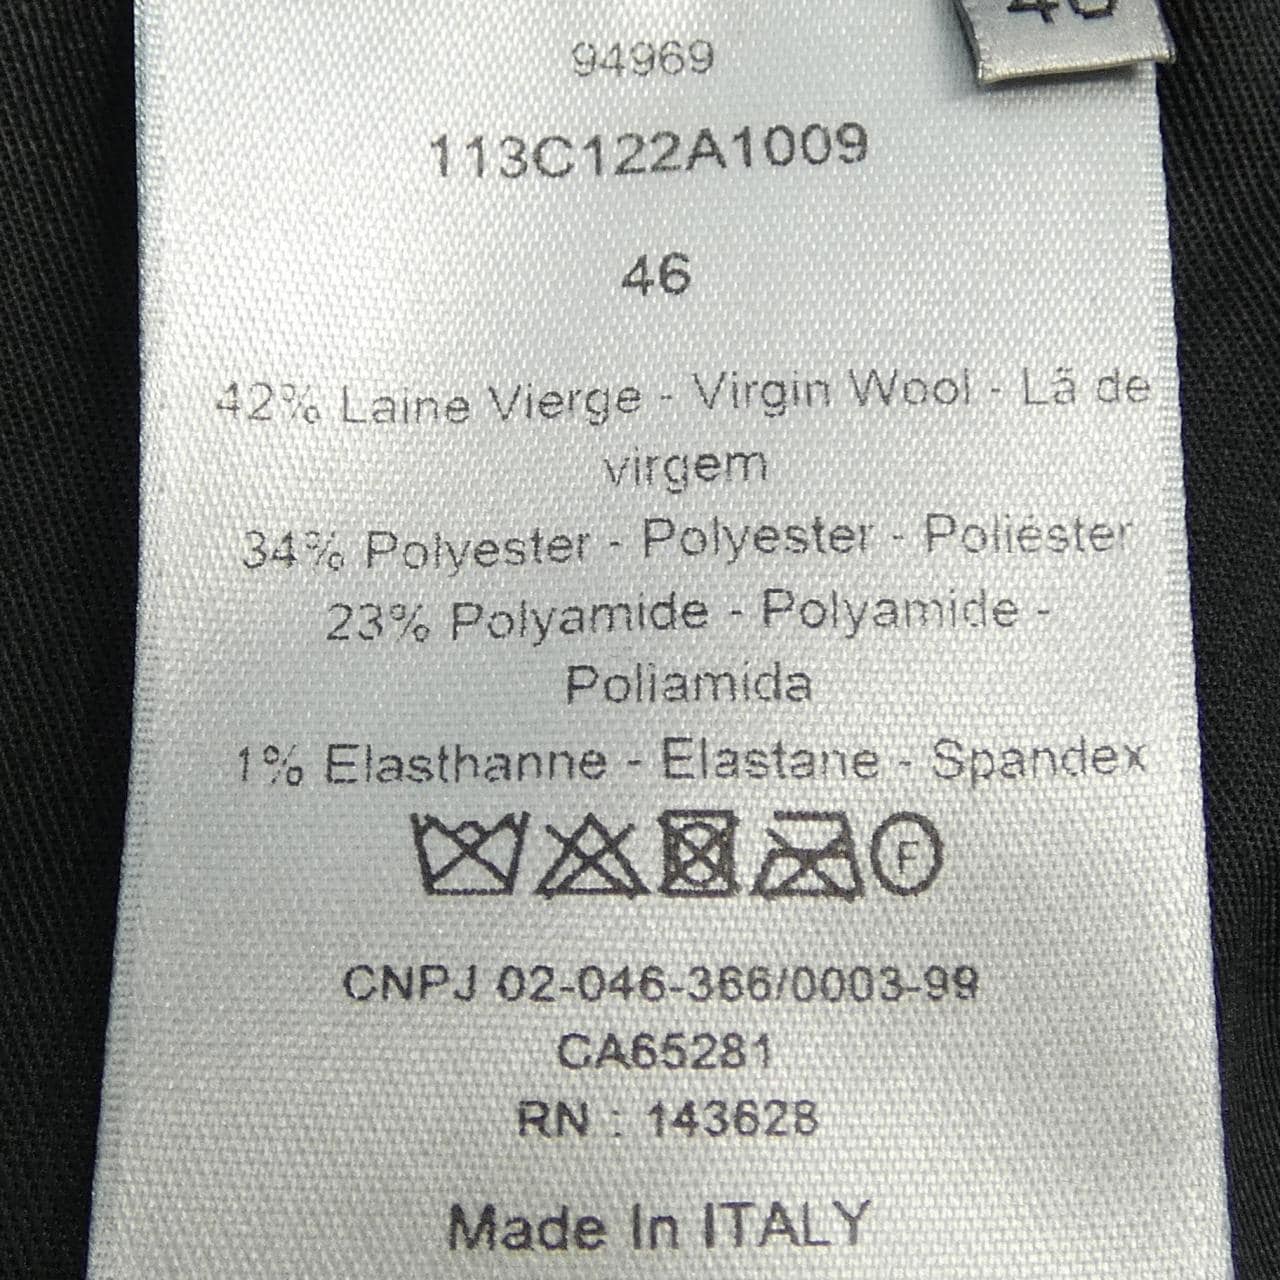 46
94969
113C122A1009
46
42% Laine Vierge - Virgin Wool - Lã de
virgem
34% Polyester - Polyester - Poliéster
23% Polyamide - Polyamide -
Poliamida
1% Elasthanne - Elastane - Spandex
F
CNPJ 02-046-366/0003-99
CA65281
RN : 143628
Made In ITALY